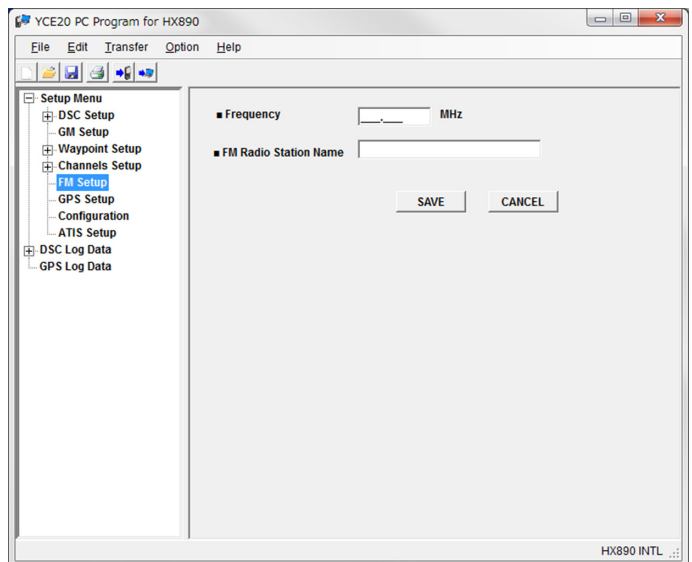 YCE20 PC Program for HX890
File Edit Transfer Option Help
Setup Menu
DSC Setup
GM Setup
Waypoint Setup
Channels Setup
FM Setup
GPS Setup
Configuration
ATIS Setup
DSC Log Data
GPS Log Data
■ Frequency ___.___ MHz
■ FM Radio Station Name
SAVE CANCEL
HX890 INTL